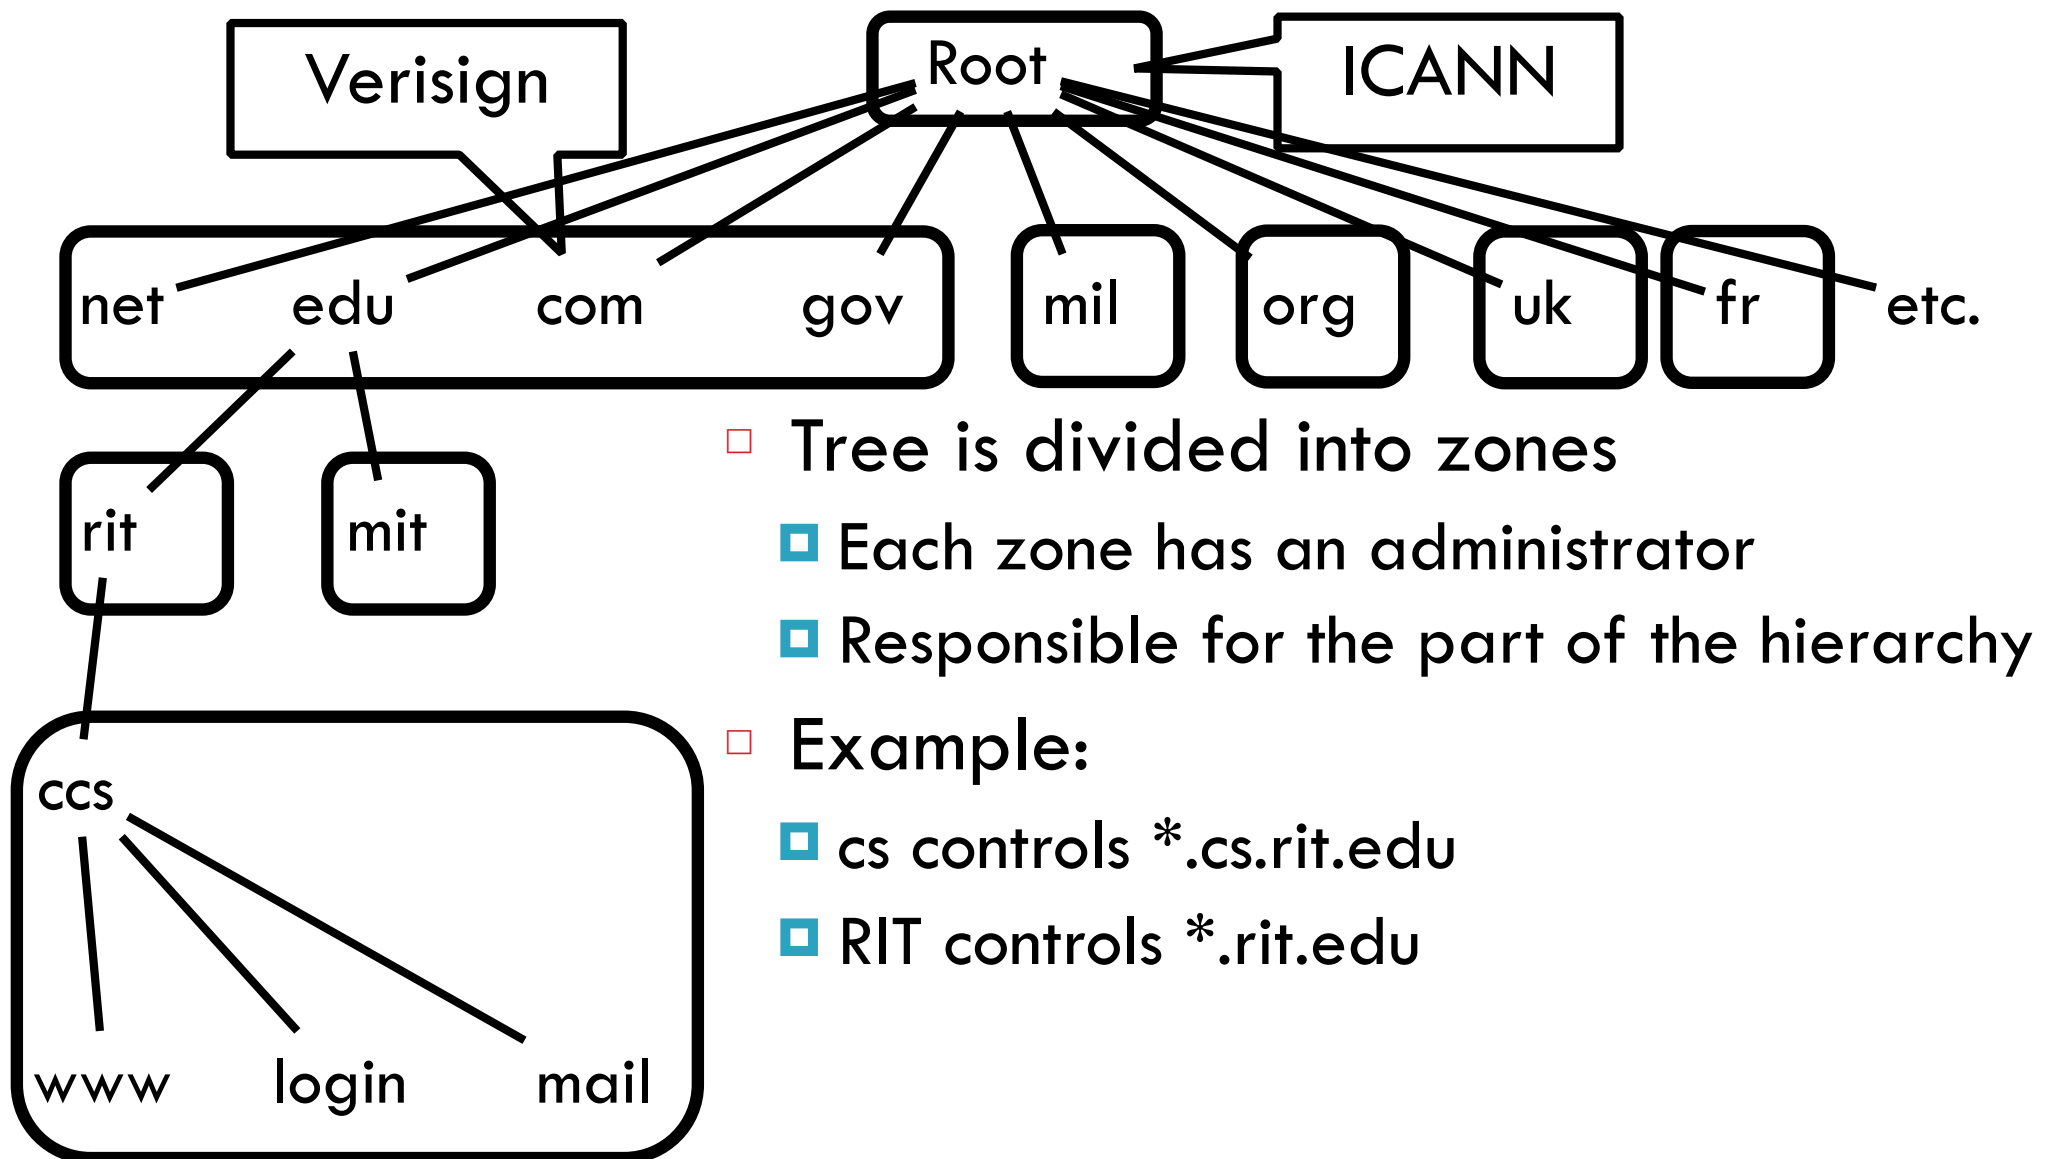 Verisign
Root
ICANN
net edu com gov mil org uk fr etc.
rit mit
ccs
www login mail
Tree is divided into zones
Each zone has an administrator
Responsible for the part of the hierarchy
Example:
cs controls *.cs.rit.edu
RIT controls *.rit.edu